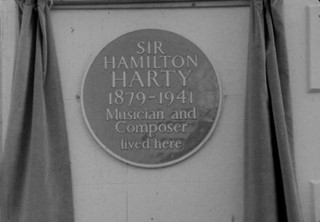 SIR
HAMILTON
HARTY
1879-1941
Musician and
Composer
lived here